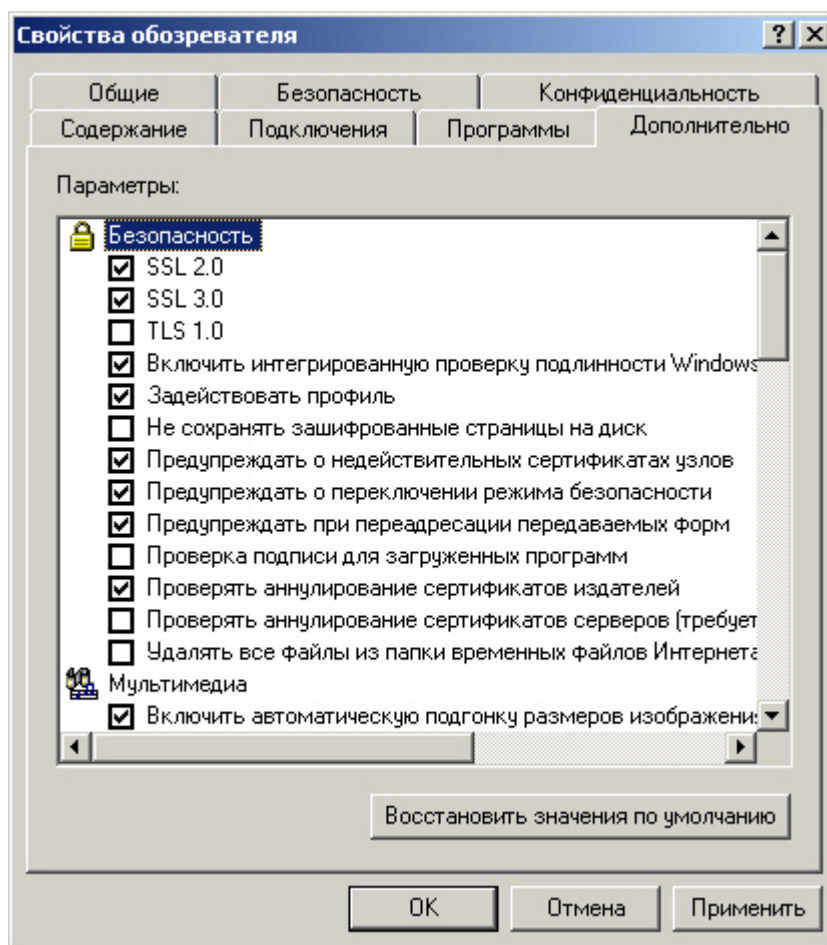 Свойства обозревателя
Общие Безопасность Конфиденциальность
Содержание Подключения Программы Дополнительно
Параметры:
Безопасность
SSL 2.0
SSL 3.0
TLS 1.0
Включить интегрированную проверку подлинности Windows
Задействовать профиль
Не сохранять зашифрованные страницы на диск
Предупреждать о недействительных сертификатах узлов
Предупреждать о переключении режима безопасности
Предупреждать при переадресации передаваемых форм
Проверка подписи для загруженных программ
Проверять аннулирование сертификатов издателей
Проверять аннулирование сертификатов серверов (требует
Удалять все файлы из папки временных файлов Интернета
Мультимедиа
Включить автоматическую подгонку размеров изображени
Восстановить значения по умолчанию
OK Отмена Применить